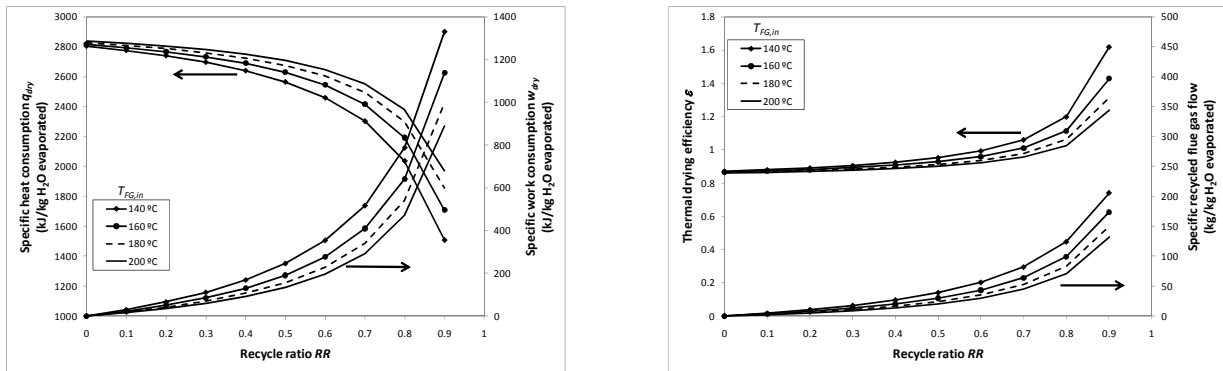 3000
2800
2600
2400
2200
2000
1800
1600
1400
1200
1000
Specific heat consumption q_dry
(kJ/kg H2O evaporated)
T_FG,in
140 ºC
160 ºC
180 ºC
200 ºC
1400
1200
1000
800
600
400
200
0
Specific work consumption w_dry
(kJ/kg H2O evaporated)
0 0.1 0.2 0.3 0.4 0.5 0.6 0.7 0.8 0.9 1
Recycle ratio RR
1.8
1.6
1.4
1.2
1
0.8
0.6
0.4
0.2
0
Thermal drying efficiency ε
T_FG,in
140 ºC
160 ºC
180 ºC
200 ºC
500
450
400
350
300
250
200
150
100
50
0
Specific recycled flue gas flow
(kg/kg H2O evaporated)
0 0.1 0.2 0.3 0.4 0.5 0.6 0.7 0.8 0.9 1
Recycle ratio RR